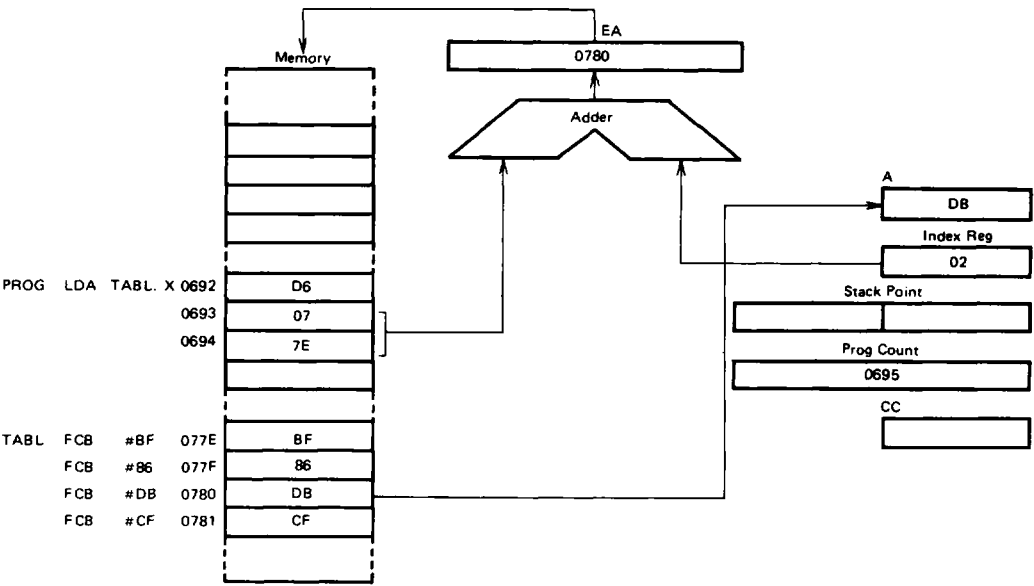 EA
0780
Memory
Adder
A
DB
Index Reg
02
PROG LDA TABL. X 0692 D6
0693 07
0694 7E
Stack Point
Prog Count
0695
CC
TABL FCB #BF 077E BF
FCB #86 077F 86
FCB #DB 0780 DB
FCB #CF 0781 CF